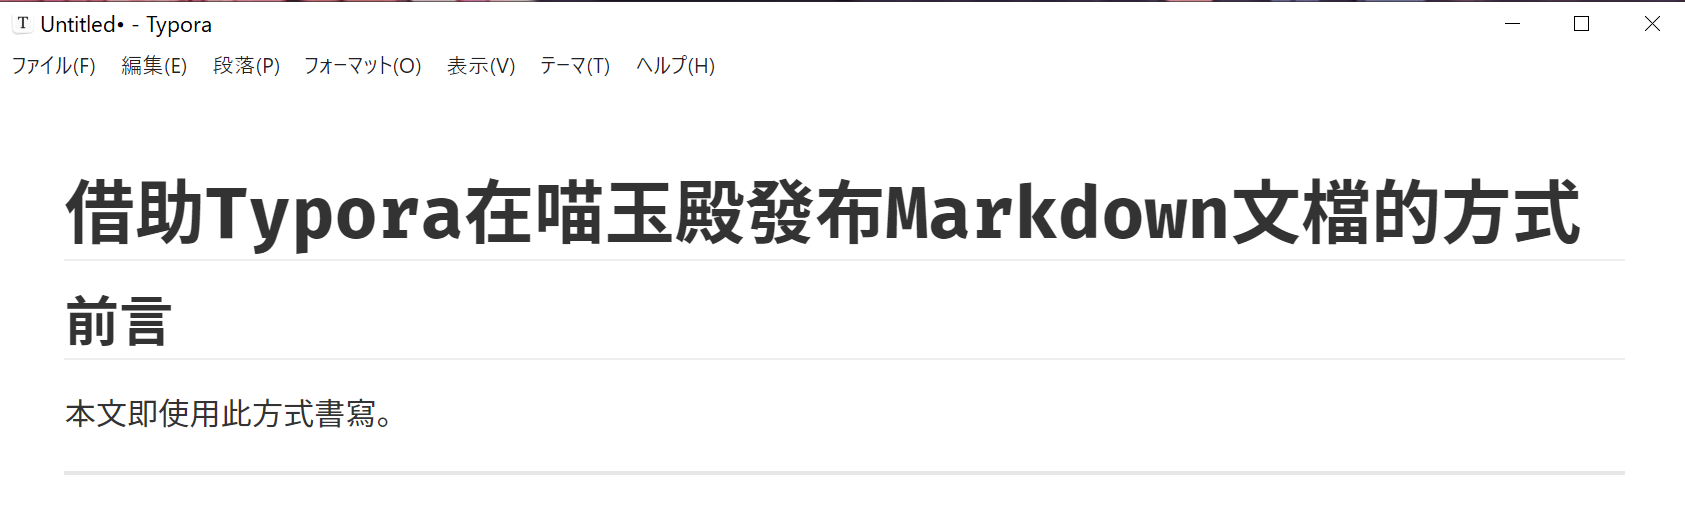 T Untitled• - Typora
ファイル(F) 編集(E) 段落(P) フォーマット(O) 表示(V) テーマ(T) ヘルプ(H)
借助Typora在喵玉殿發布Markdown文檔的方式
前言
本文即使用此方式書寫。